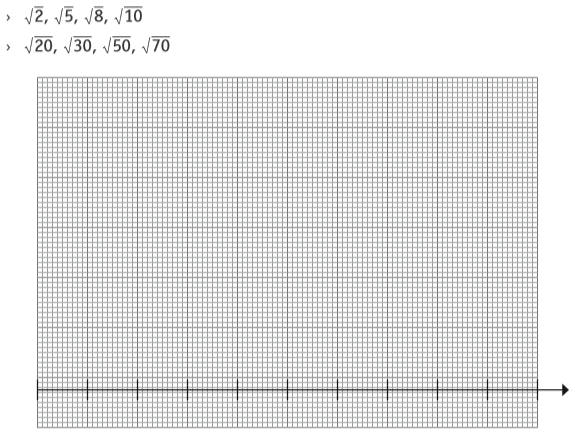 › √2, √5, √8, √10
› √20, √30, √50, √70